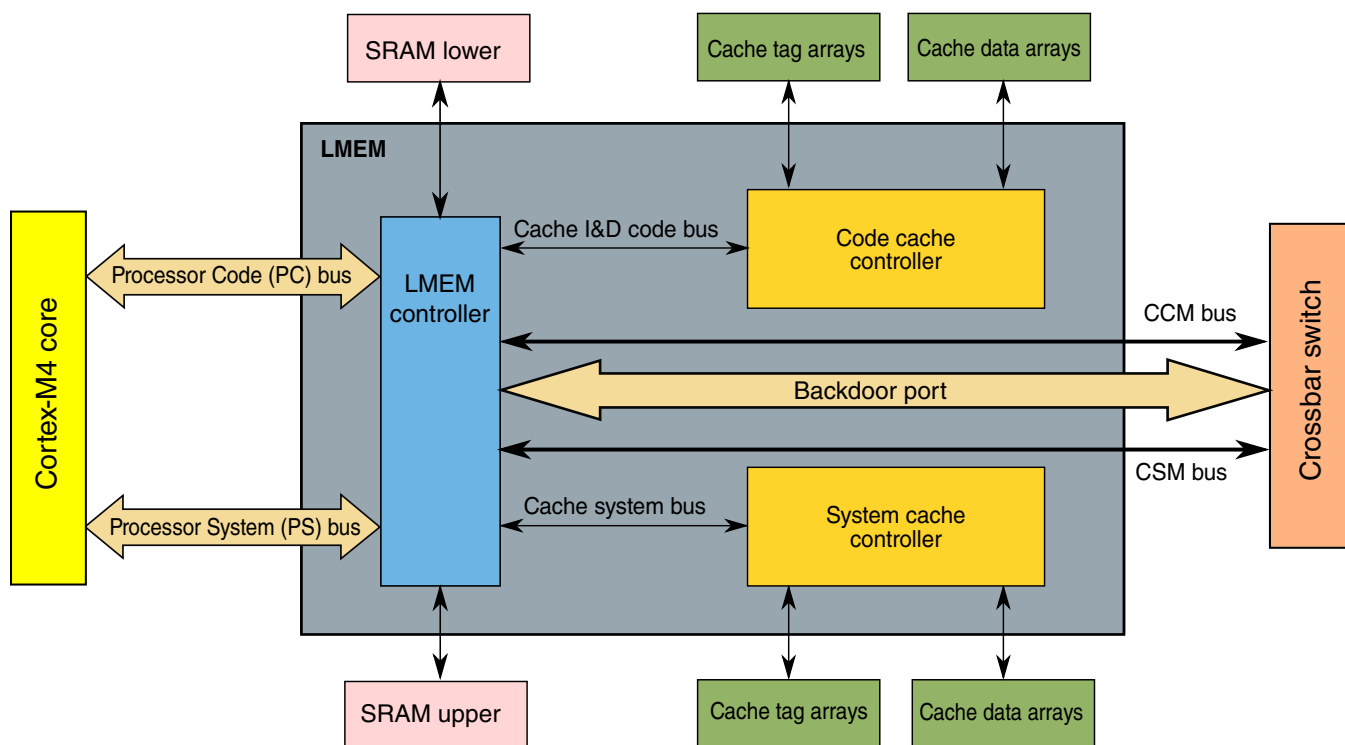 SRAM lower
Cache tag arrays
Cache data arrays
LMEM
Cortex-M4 core
Processor Code (PC) bus
LMEM
controller
Cache I&D code bus
Code cache
controller
CCM bus
Backdoor port
CSM bus
Crossbar switch
Processor System (PS) bus
Cache system bus
System cache
controller
SRAM upper
Cache tag arrays
Cache data arrays